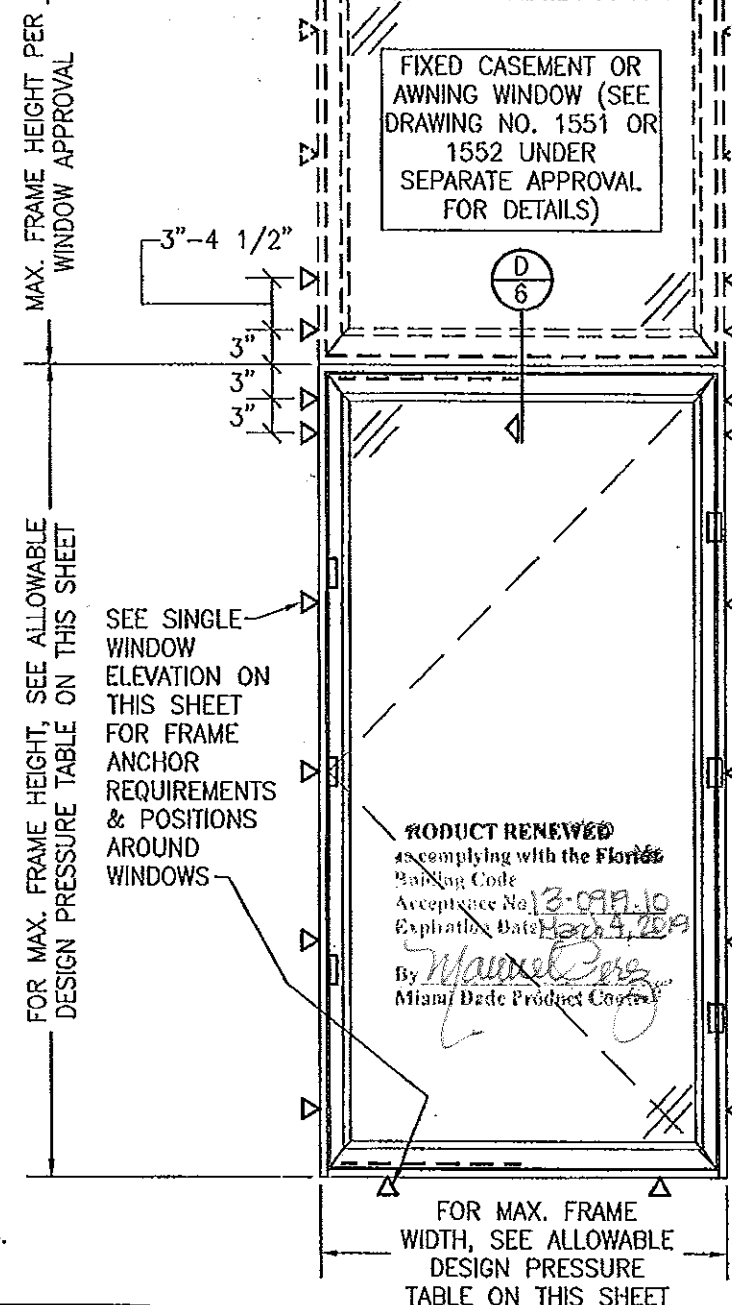 MAX. FRAME HEIGHT PER
WINDOW APPROVAL
FIXED CASEMENT OR
AWNING WINDOW (SEE
DRAWING NO. 1551 OR
1552 UNDER
SEPARATE APPROVAL
FOR DETAILS)
3"-4 1/2"
D
6
3"
3"
3"
FOR MAX. FRAME HEIGHT, SEE ALLOWABLE
DESIGN PRESSURE TABLE ON THIS SHEET
SEE SINGLE
WINDOW
ELEVATION ON
THIS SHEET
FOR FRAME
ANCHOR
REQUIREMENTS
& POSITIONS
AROUND
WINDOWS
RODUCT RENEWED
as complying with the Florida
Building Code
Acceptance No
Expiration Date March 4, 2019
By Manuel Perez
Miami Dade Product Control
FOR MAX. FRAME
WIDTH, SEE ALLOWABLE
DESIGN PRESSURE
TABLE ON THIS SHEET